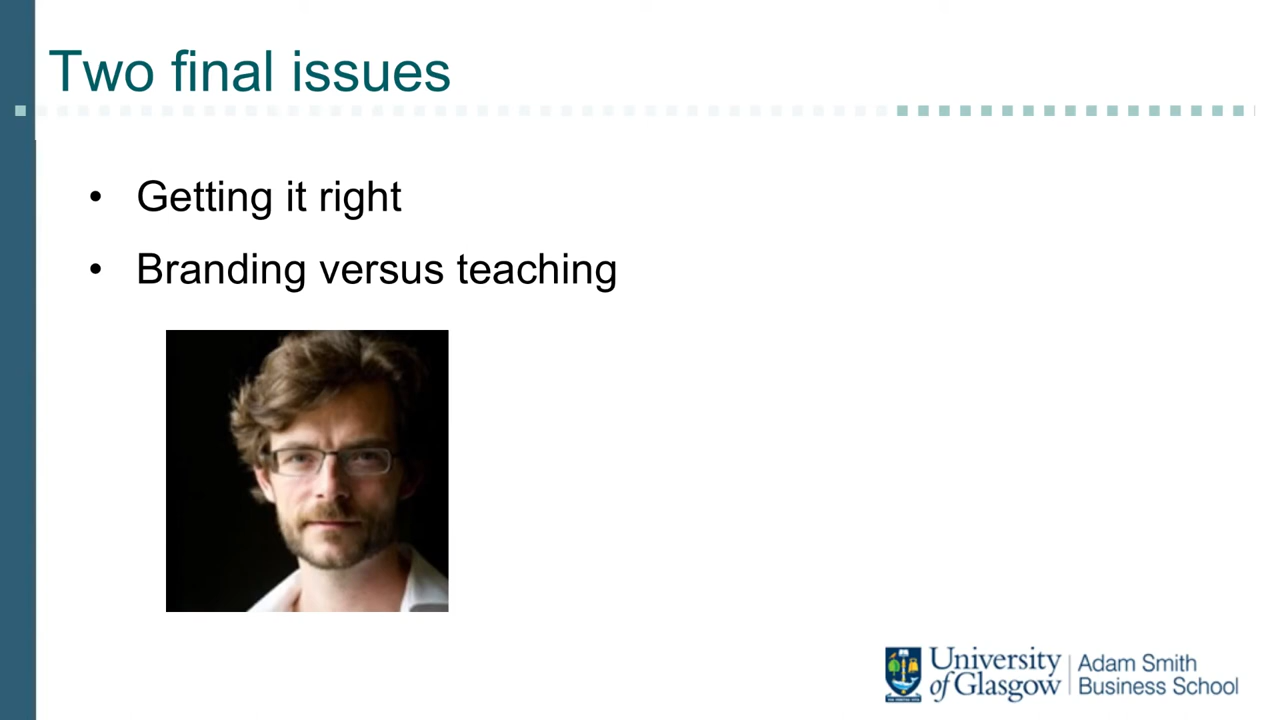 Two final issues
• Getting it right
• Branding versus teaching
University
of Glasgow
Adam Smith
Business School